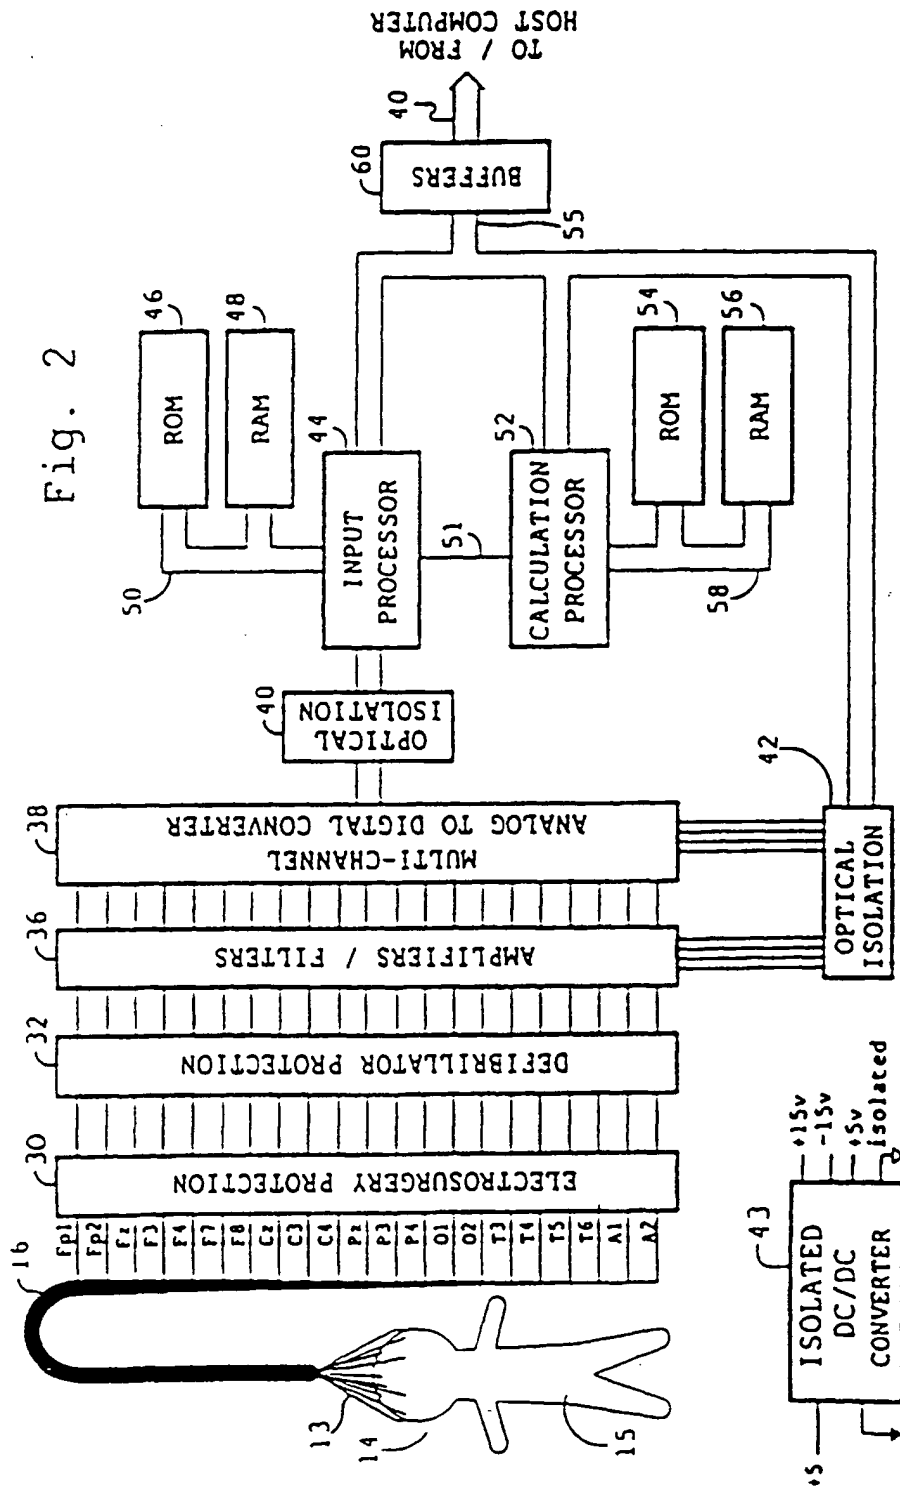 Fig. 2
16
13
14
15
Fp1
Fp2
Fz
F3
F4
F7
F8
Cz
C3
C4
Pz
P3
P4
O1
O2
T3
T4
T5
T6
A1
A2
30
ELECTROSURGERY PROTECTION
32
DEFIBRILLATOR PROTECTION
36
AMPLIFIERS / FILTERS
38
MULTI-CHANNEL
ANALOG TO DIGITAL CONVERTER
40
OPTICAL
ISOLATION
44
INPUT
PROCESSOR
50
ROM
46
RAM
48
51
52
CALCULATION
PROCESSOR
ROM
54
RAM
56
58
55
60
BUFFERS
40
TO / FROM
HOST COMPUTER
42
OPTICAL
ISOLATION
43
ISOLATED
DC/DC
CONVERTER
+5
+15v
-15v
+5v
isolated